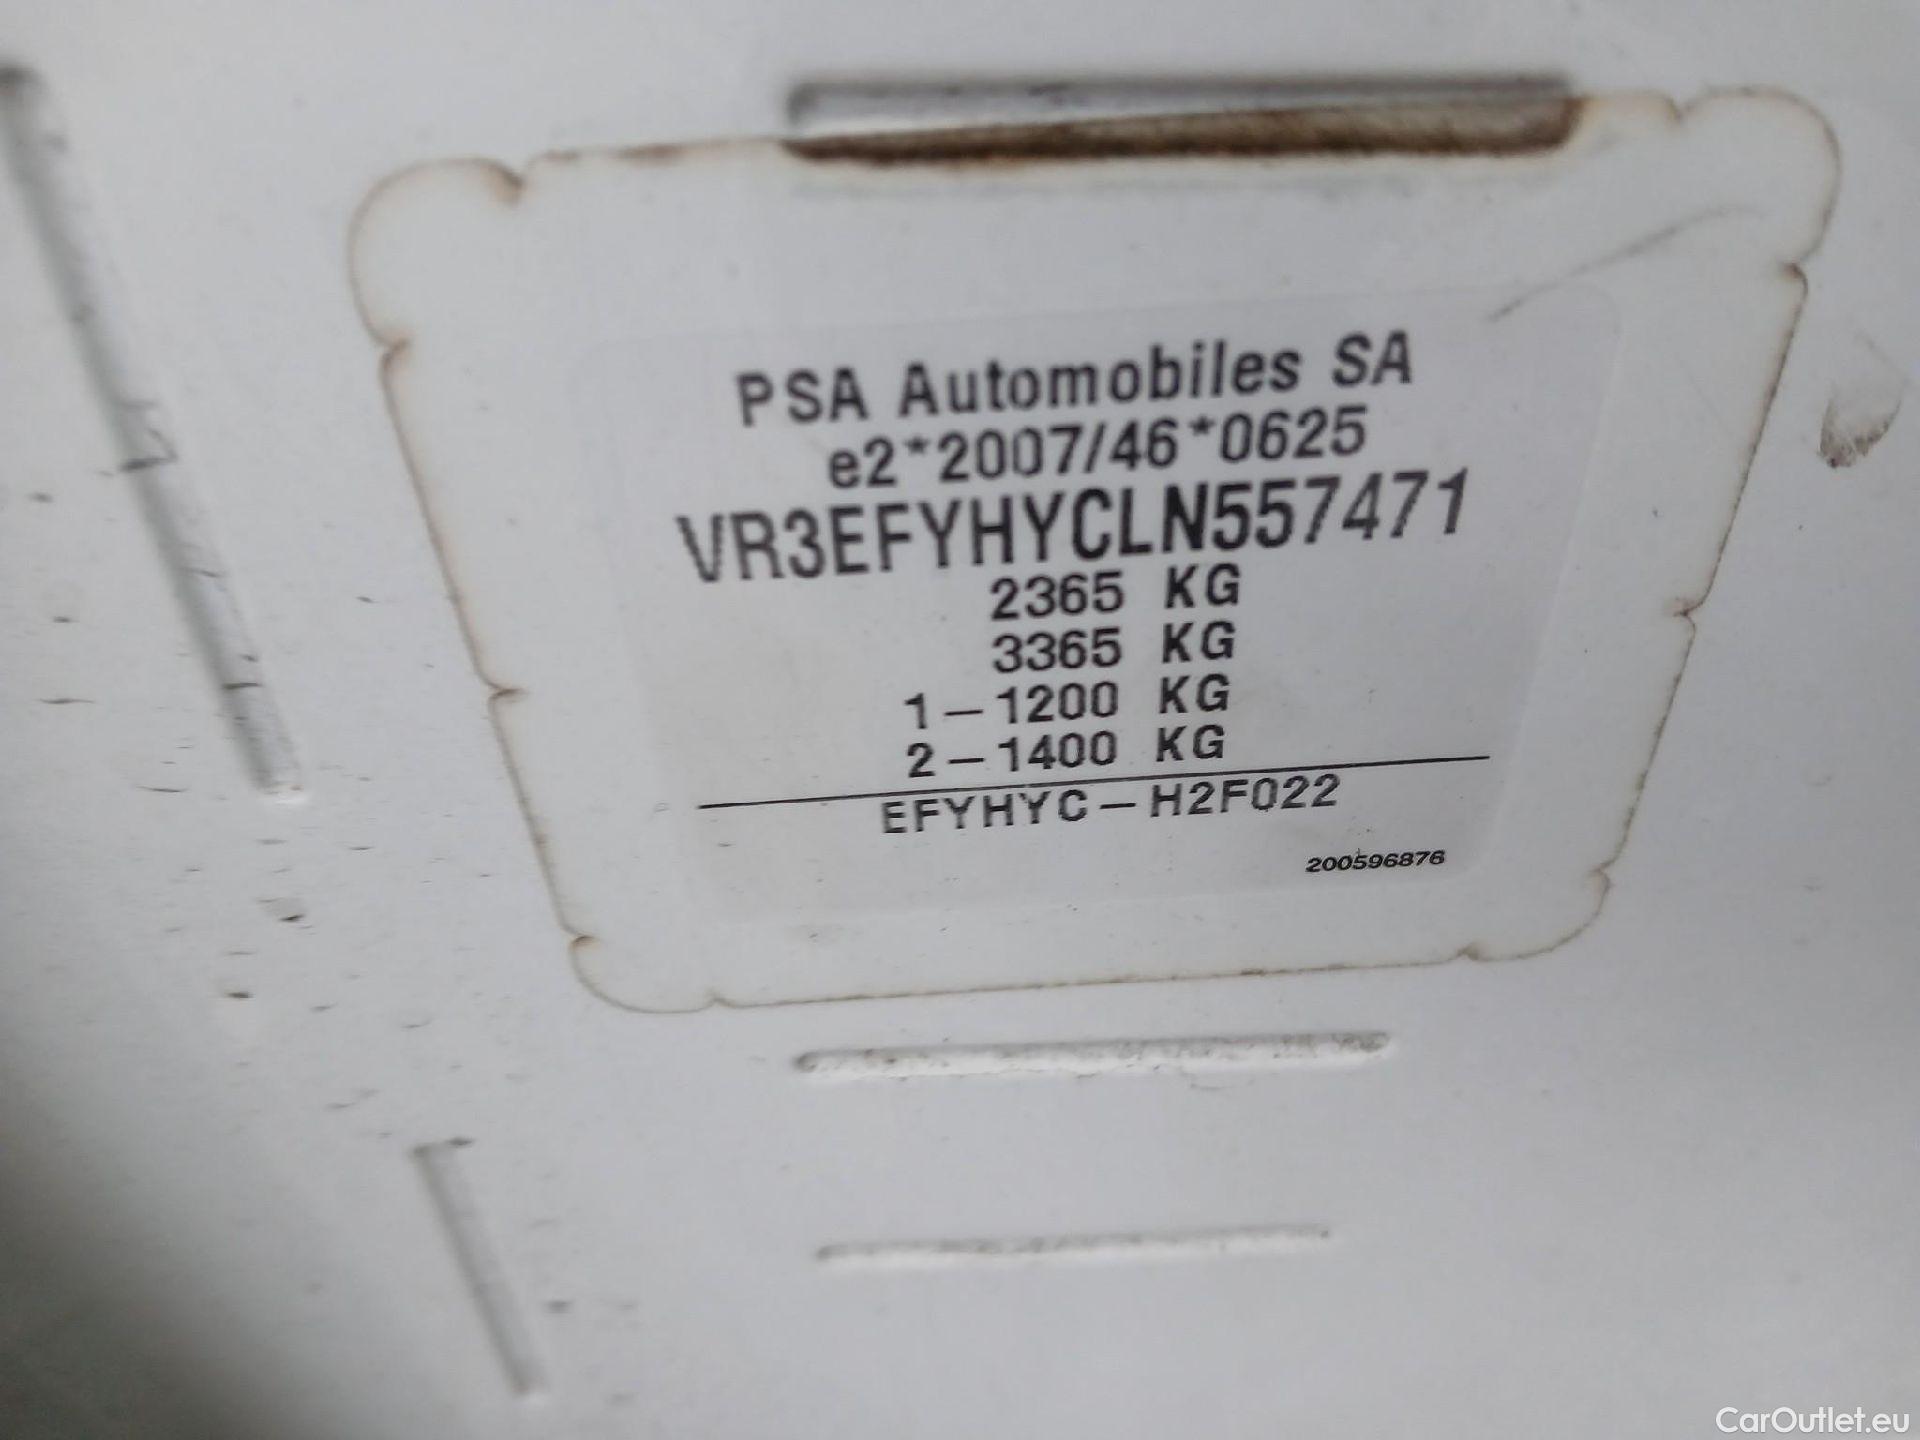 PSA Automobiles SA
e2*2007/46*0625
VR3EFYHYCLN557471
2365 KG
3365 KG
1-1200 KG
2-1400 KG
EFYHYC-H2F022
200596876
CarOutlet.eu